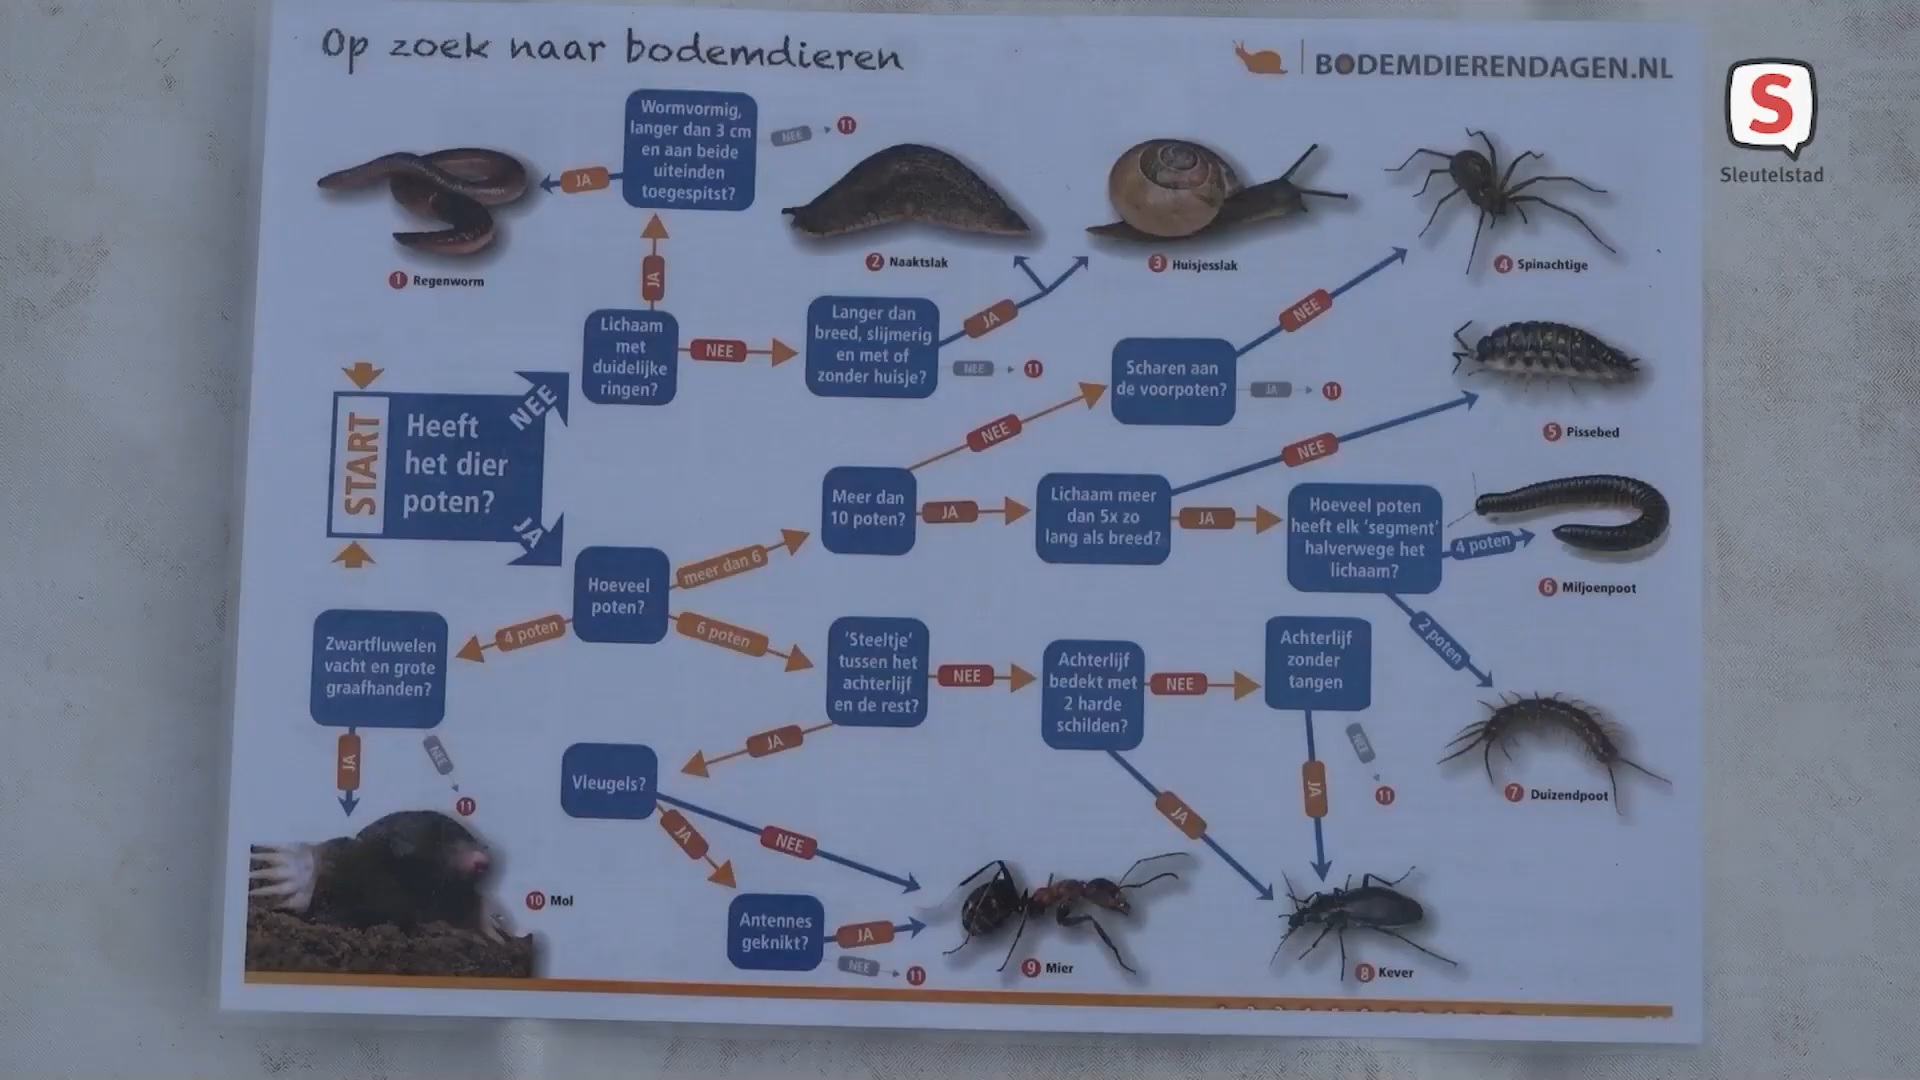 Op zoek naar bodemdieren
BODEMDIERENDAGEN.NL
S
Sleutelstad
Wormvormig,
langer dan 3 cm
en aan beide
uiteinden
toegespitst?
NEE
11
JA
1 Regenworm
JA
2 Naaktslak
3 Huisjesslak
4 Spinachtige
Lichaam
met
duidelijke
ringen?
NEE
Langer dan
breed, slijmerig
en met of
zonder huisje?
JA
NEE
11
Scharen aan
de voorpoten?
NEE
JA
11
START
Heeft
het dier
poten?
NEE
JA
5 Pissebed
Hoeveel
poten?
meer dan 6
6 poten
4 poten
Meer dan
10 poten?
NEE
JA
Lichaam meer
dan 5x zo
lang als breed?
NEE
JA
Hoeveel poten
heeft elk 'segment'
halverwege het
lichaam?
4 poten
2 poten
6 Miljoenpoot
7 Duizendpoot
Zwartfluwelen
vacht en grote
graafhanden?
JA
NEE
11
10 Mol
'Steeltje'
tussen het
achterlijf
en de rest?
NEE
JA
Achterlijf
bedekt met
2 harde
schilden?
NEE
JA
Achterlijf
zonder
tangen
JA
NEE
11
Vleugels?
NEE
JA
Antennes
geknikt?
JA
NEE
11
9 Mier
8 Kever